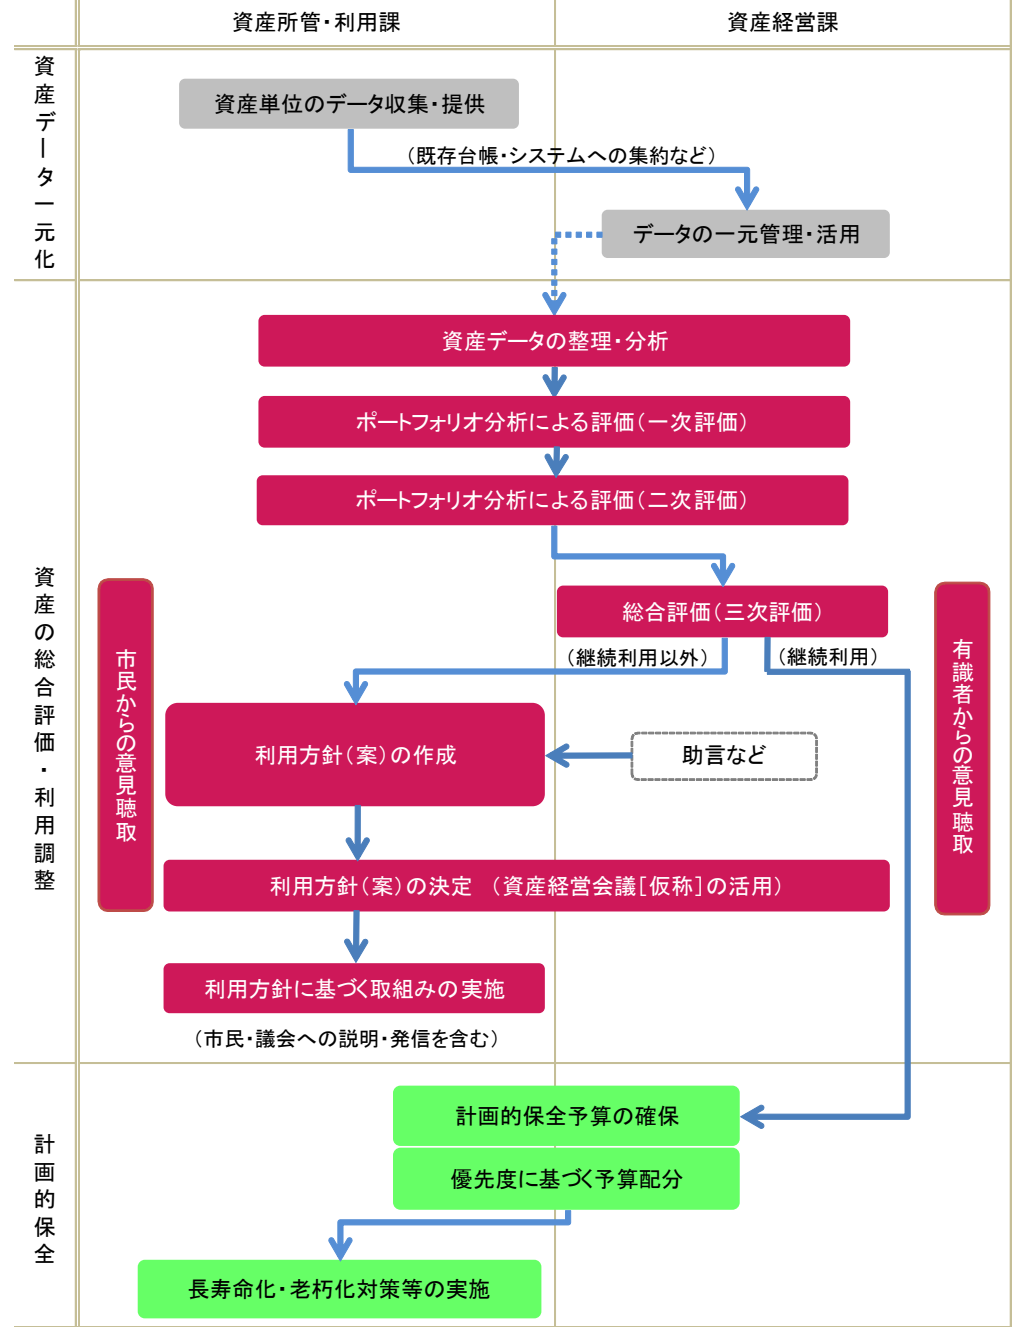 資産所管・利用課
資産経営課
資産データ一元化
資産単位のデータ収集・提供
（既存台帳・システムへの集約など）
データの一元管理・活用
資産の総合評価・利用調整
資産データの整理・分析
ポートフォリオ分析による評価（一次評価）
ポートフォリオ分析による評価（二次評価）
総合評価（三次評価）
（継続利用以外）
（継続利用）
市民からの意見聴取
有識者からの意見聴取
利用方針（案）の作成
助言など
利用方針（案）の決定　（資産経営会議［仮称］の活用）
利用方針に基づく取組みの実施
（市民・議会への説明・発信を含む）
計画的保全
計画的保全予算の確保
優先度に基づく予算配分
長寿命化・老朽化対策等の実施